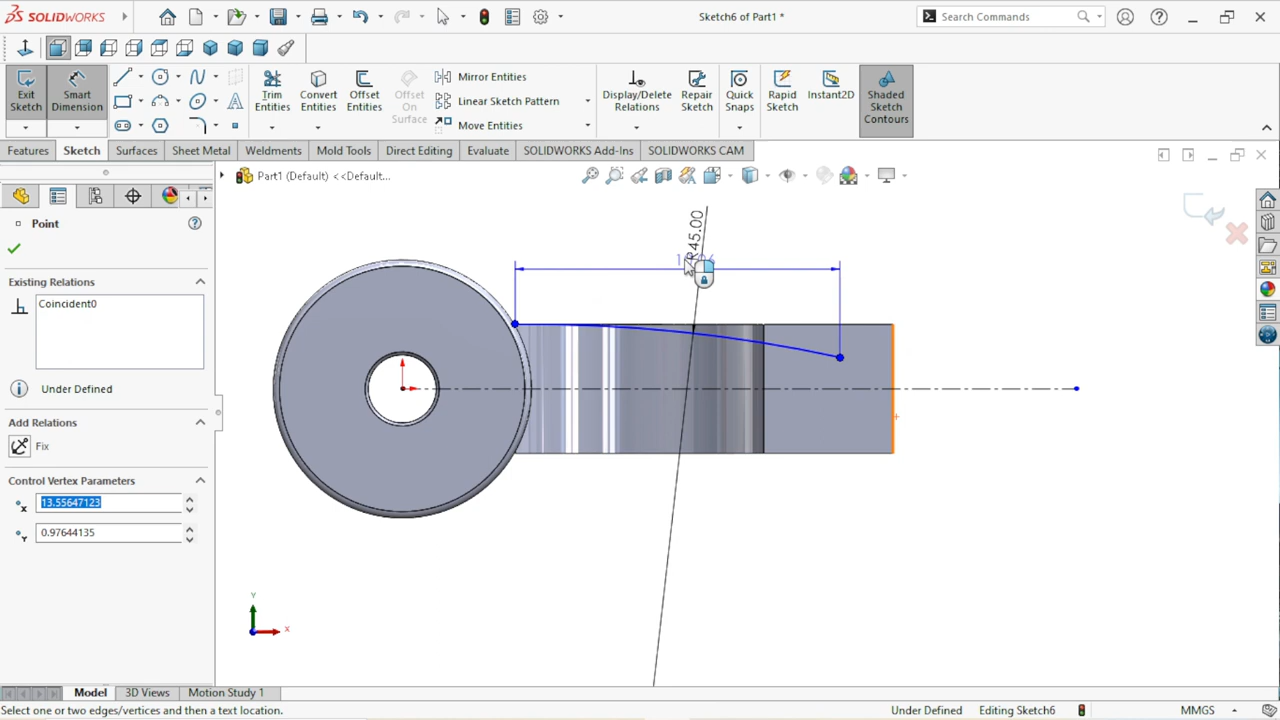 SOLIDWORKS
Sketch6 of Part1 *
Search Commands
Exit Sketch
Smart Dimension
Trim Entities
Convert Entities
Offset Entities
Offset On Surface
Mirror Entities
Linear Sketch Pattern
Move Entities
Display/Delete Relations
Repair Sketch
Quick Snaps
Rapid Sketch
Instant2D
Shaded Sketch Contours
Features
Sketch
Surfaces
Sheet Metal
Weldments
Mold Tools
Direct Editing
Evaluate
SOLIDWORKS Add-Ins
SOLIDWORKS CAM
Part1 (Default) <<Default...
Point
Existing Relations
Coincident0
Under Defined
Add Relations
Fix
Control Vertex Parameters
x
13.55647123
Y
0.97644135
R45.00
Y
X
Model
3D Views
Motion Study 1
Select one or two edges/vertices and then a text location.
Under Defined
Editing Sketch6
MMGS